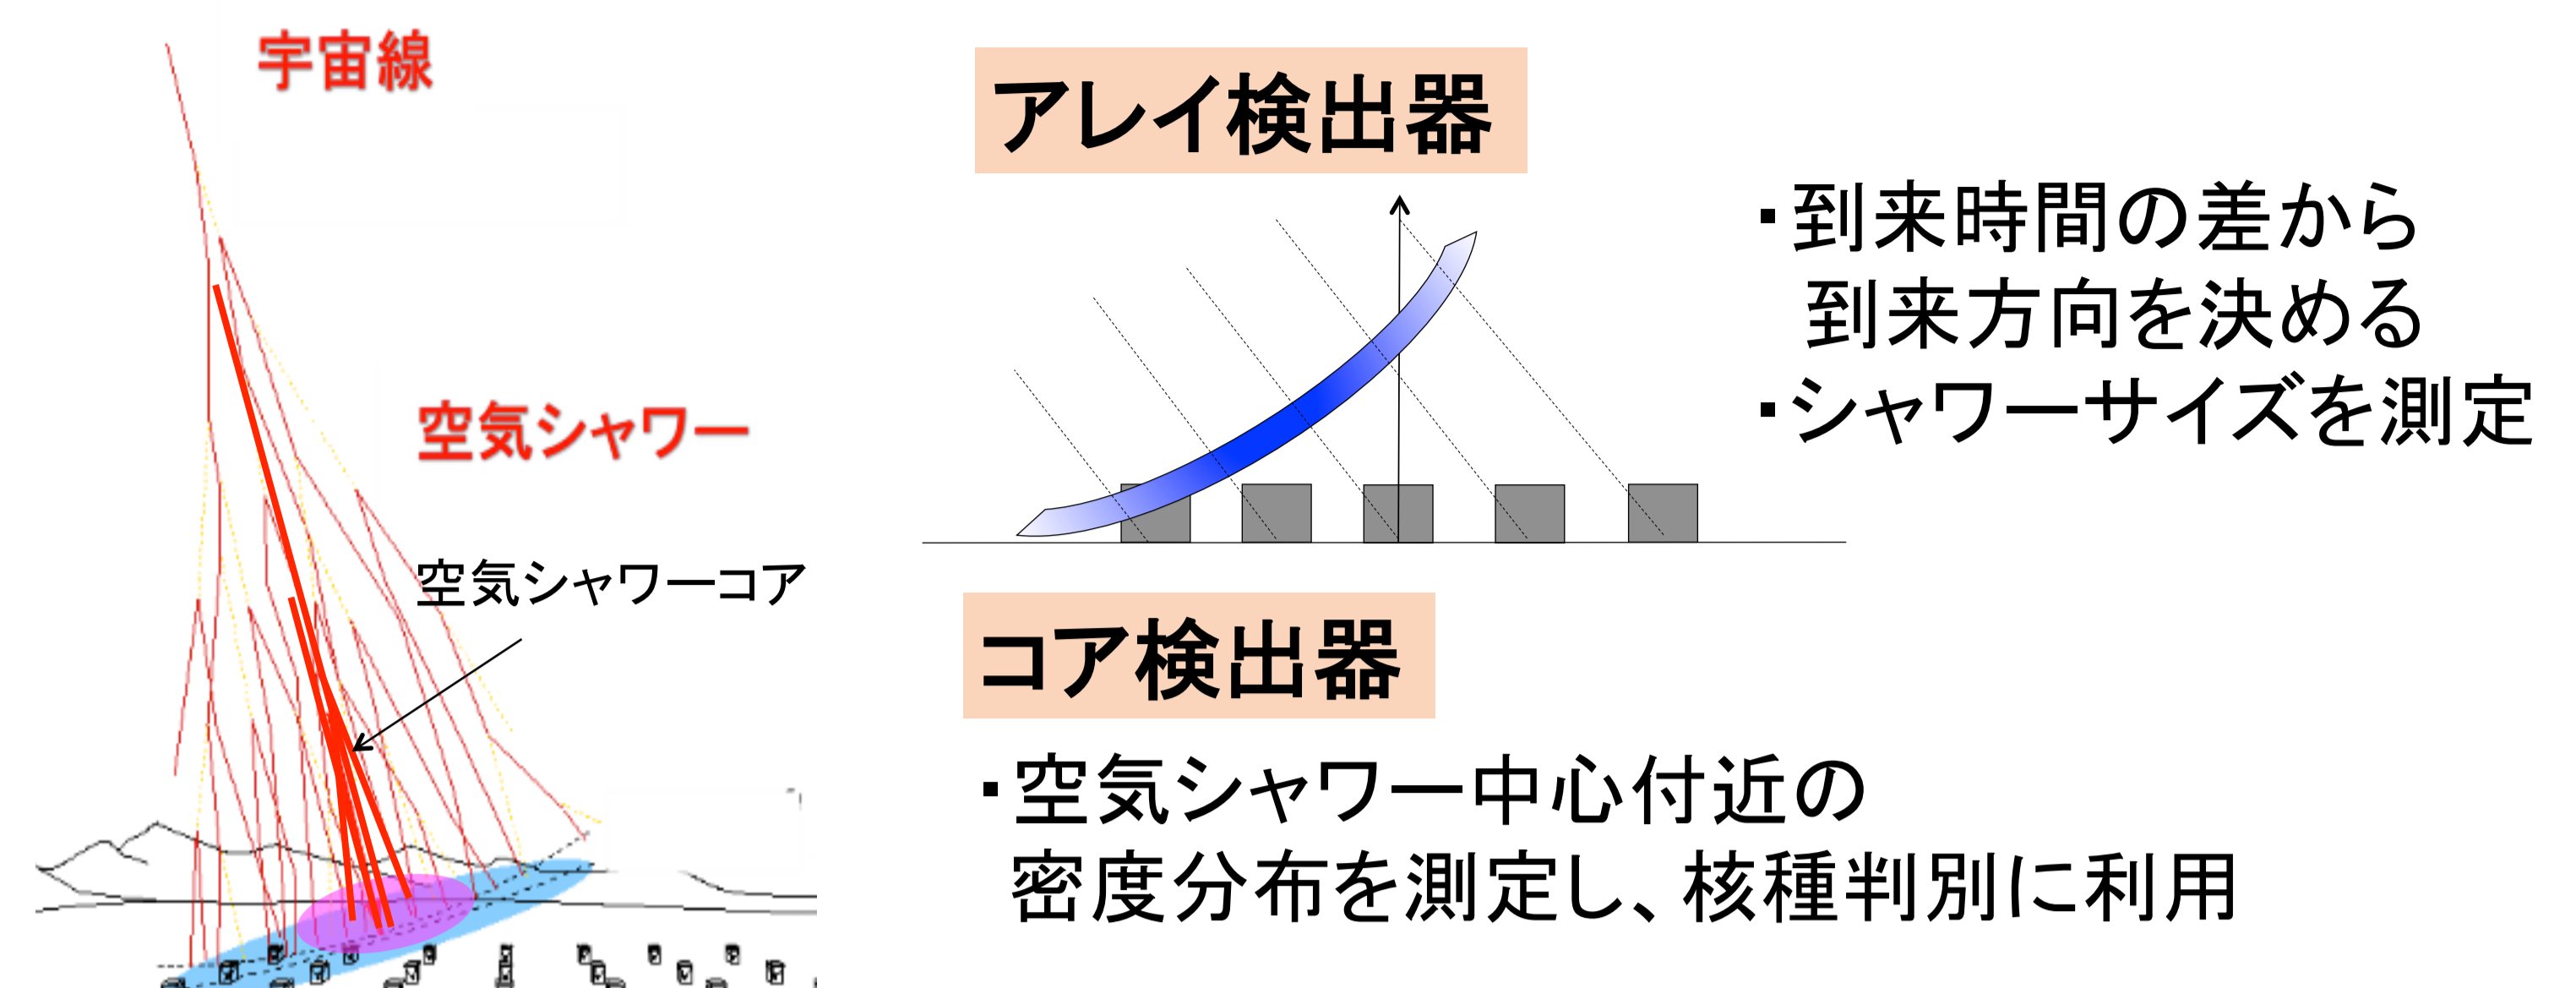 宇宙線
空気シャワー
空気シャワーコア
アレイ検出器
・到来時間の差から
到来方向を決める
・シャワーサイズを測定
コア検出器
・空気シャワー中心付近の
密度分布を測定し、核種判別に利用